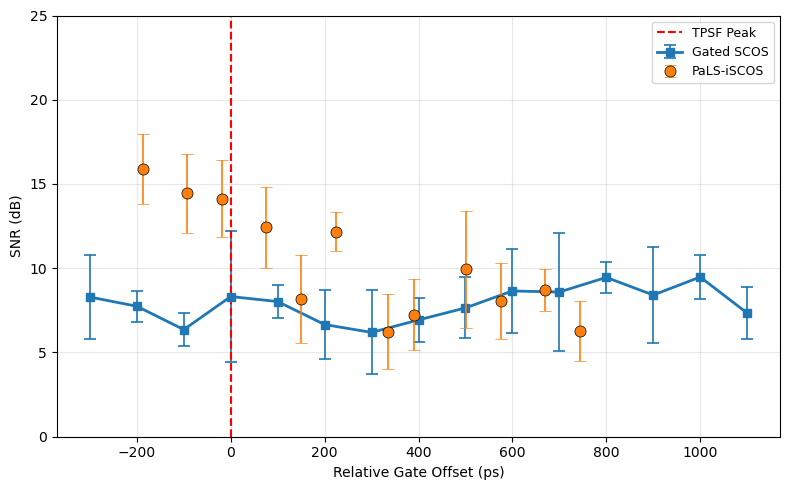 25
20
15
10
5
0
SNR (dB)
TPSF Peak
Gated SCOS
PaLS-iSCOS
−200
0
200
400
600
800
1000
Relative Gate Offset (ps)